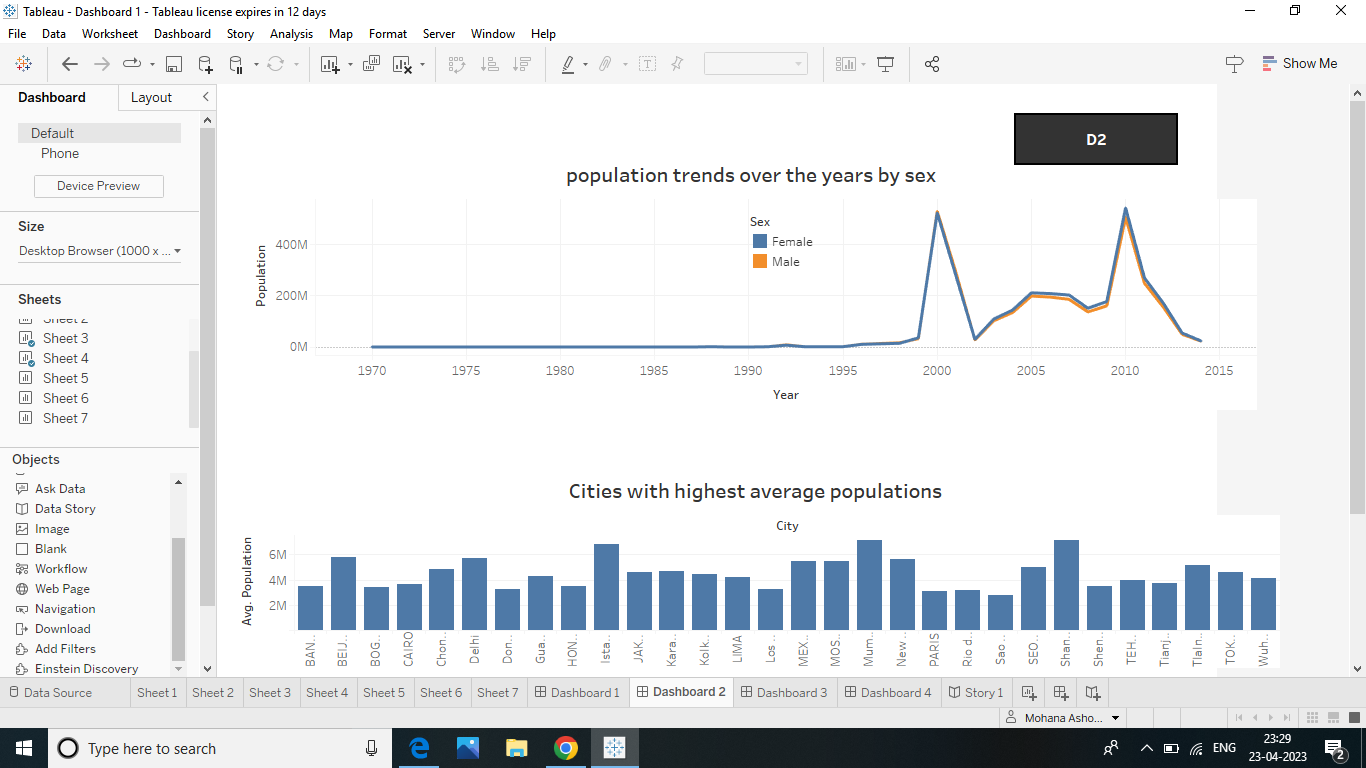 Tableau - Dashboard 1 - Tableau license expires in 12 days
File Data Worksheet Dashboard Story Analysis Map Format Server Window Help
Show Me
Dashboard Layout
Default
Phone
Device Preview
Size
Desktop Browser (1000 x ...
Sheets
Sheet 2
Sheet 3
Sheet 4
Sheet 5
Sheet 6
Sheet 7
Objects
Ask Data
Data Story
Image
Blank
Workflow
Web Page
Navigation
Download
Add Filters
Einstein Discovery
D2
population trends over the years by sex
Sex
Female
Male
Population
400M
200M
0M
1970 1975 1980 1985 1990 1995 2000 2005 2010 2015
Year
Cities with highest average populations
City
Avg. Population
6M
4M
2M
BAN.. BEIJ.. BOG.. CAIRO Chon.. Delhi Don.. Gua.. HON.. Ista.. JAK.. Kara.. Kolk.. LIMA Los .. MEX.. MOS.. Mum.. New .. PARIS Rio d.. Sao.. SEO.. Shan.. Shen.. TEH.. Tianj.. Tlaln.. TOK.. Wuh..
Data Source Sheet 1 Sheet 2 Sheet 3 Sheet 4 Sheet 5 Sheet 6 Sheet 7 Dashboard 1 Dashboard 2 Dashboard 3 Dashboard 4 Story 1
Mohana Asho...
Type here to search
ENG
23:29
23-04-2023
2